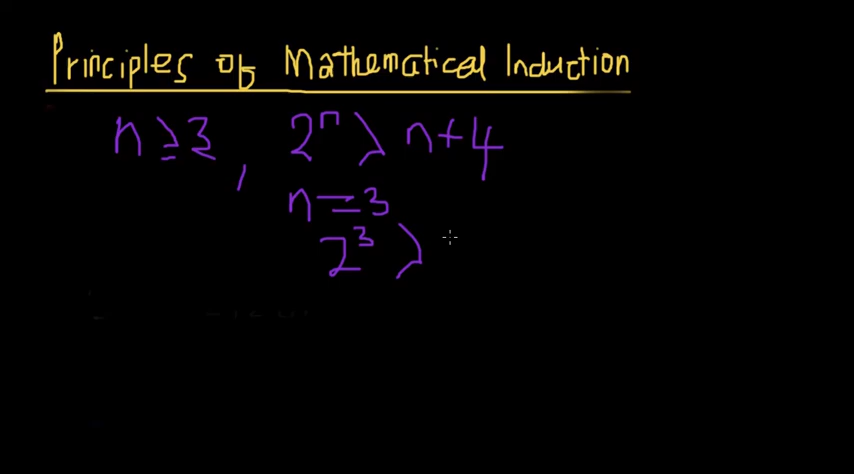 Principles of Mathematical Induction
n ≥ 3, 2ⁿ > n+4
n = 3
2³ >